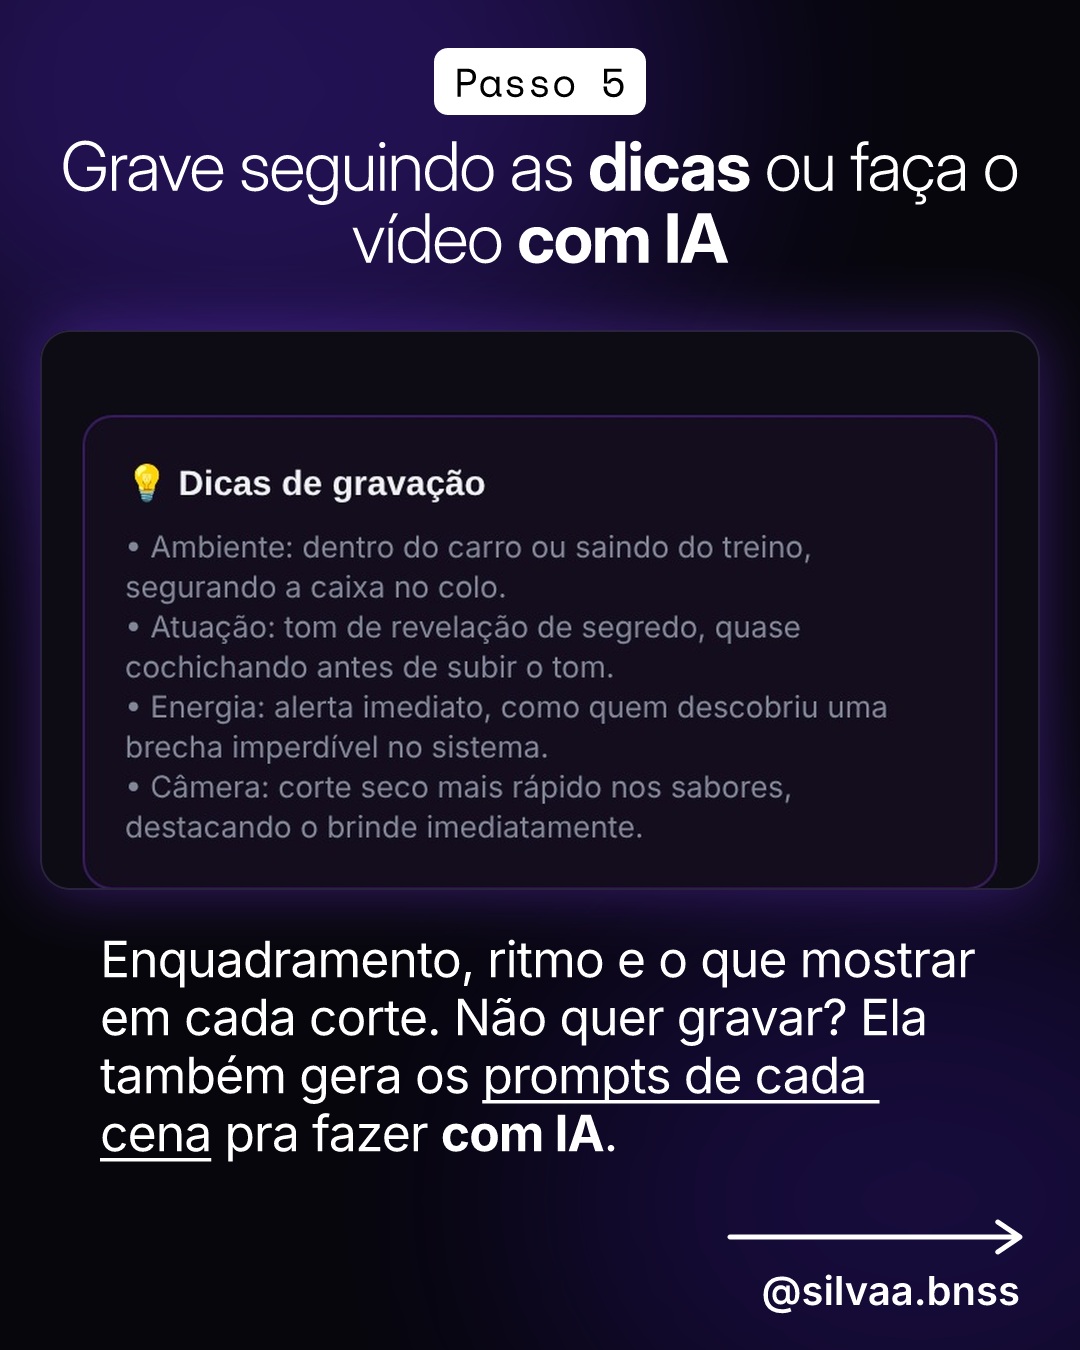 Passo 5
Grave seguindo as dicas ou faça o
vídeo com IA
💡 Dicas de gravação
• Ambiente: dentro do carro ou saindo do treino,
segurando a caixa no colo.
• Atuação: tom de revelação de segredo, quase
cochichando antes de subir o tom.
• Energia: alerta imediato, como quem descobriu uma
brecha imperdível no sistema.
• Câmera: corte seco mais rápido nos sabores,
destacando o brinde imediatamente.
Enquadramento, ritmo e o que mostrar
em cada corte. Não quer gravar? Ela
também gera os prompts de cada
cena pra fazer com IA.
@silvaa.bnss